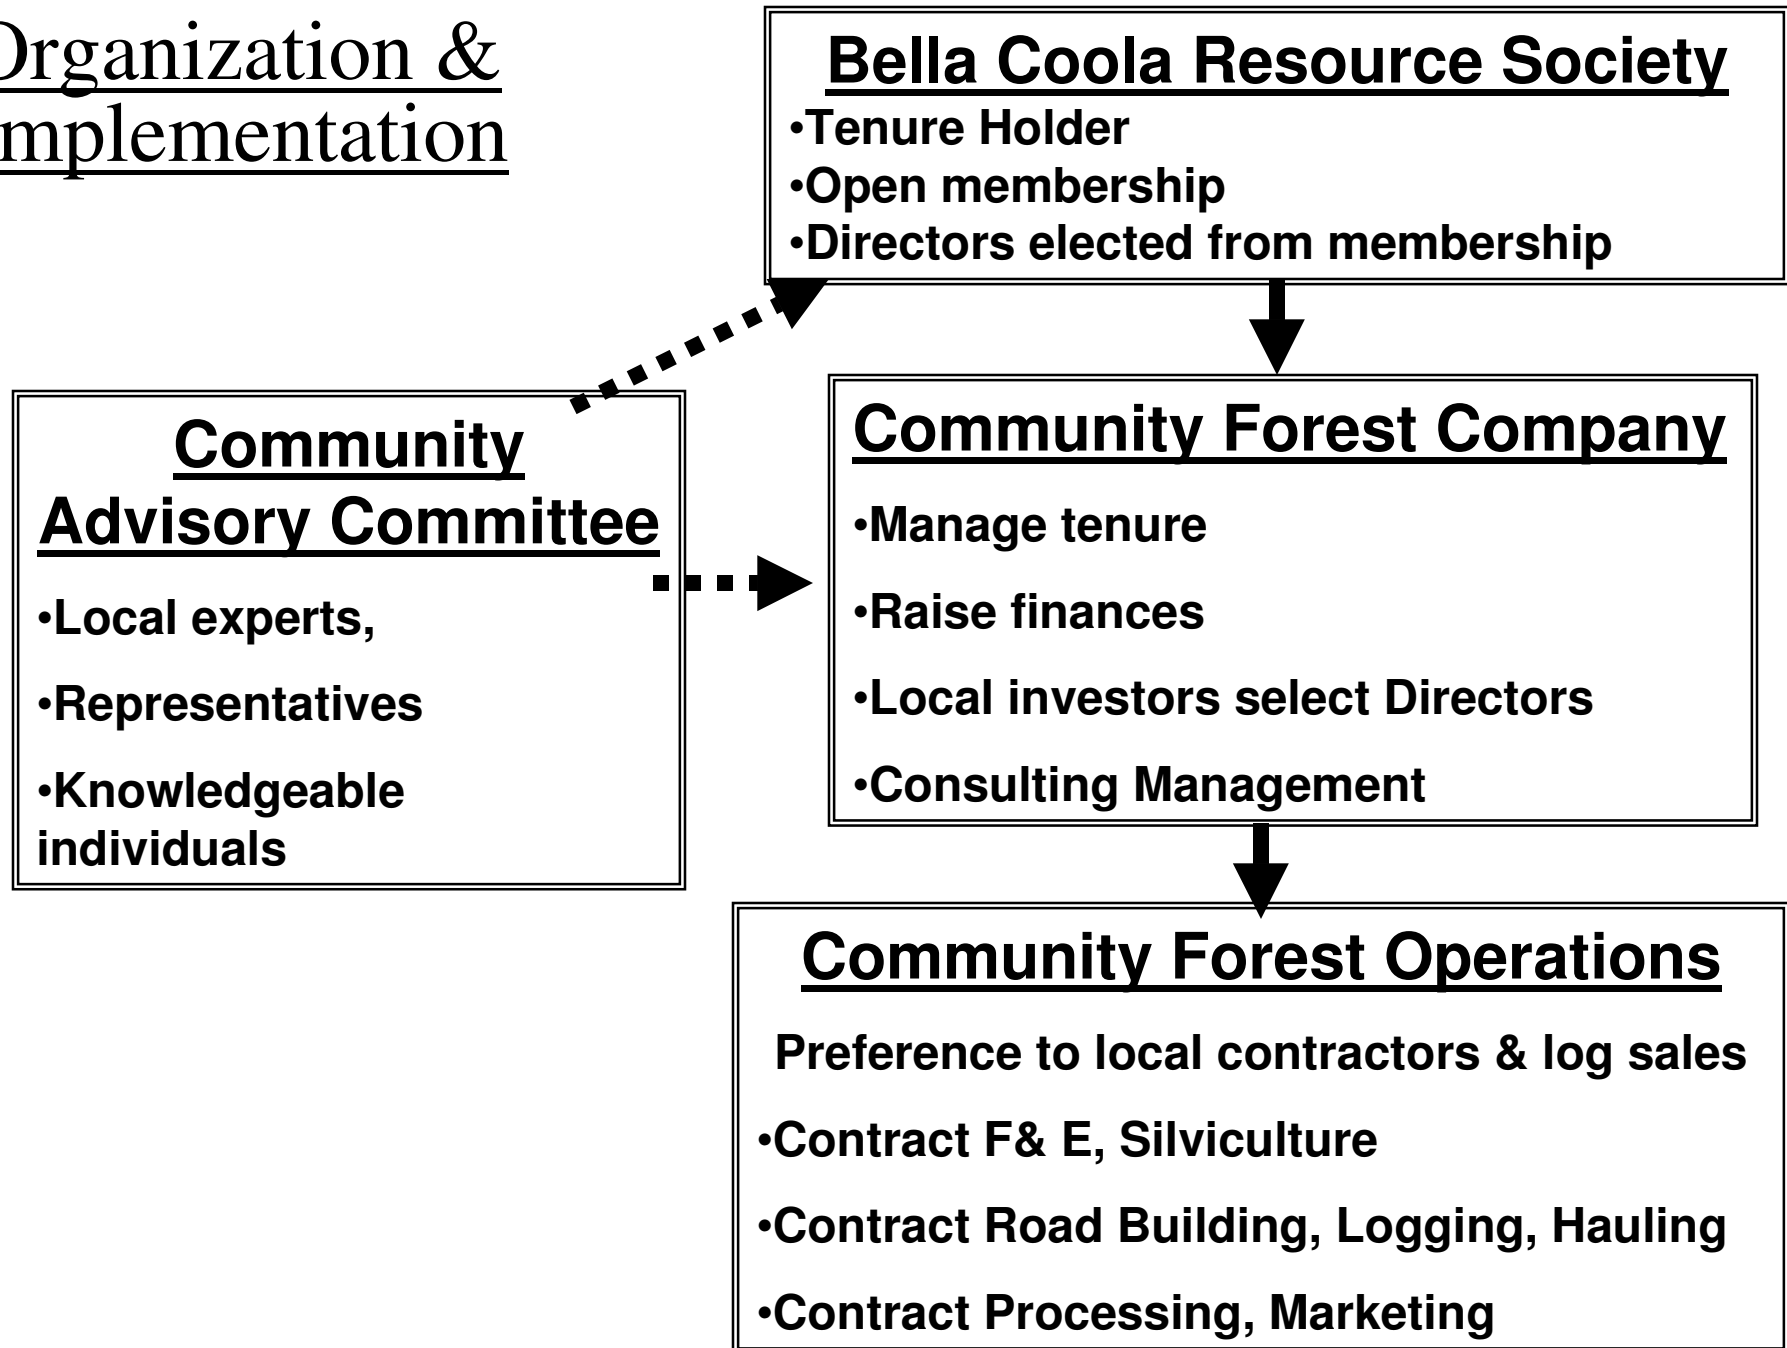 Organization &
mplementation
Bella Coola Resource Society
•Tenure Holder
•Open membership
•Directors elected from membership
Community
Advisory Committee
•Local experts,
•Representatives
•Knowledgeable
individuals
Community Forest Company
•Manage tenure
•Raise finances
•Local investors select Directors
•Consulting Management
Community Forest Operations
Preference to local contractors & log sales
•Contract F& E, Silviculture
•Contract Road Building, Logging, Hauling
•Contract Processing, Marketing